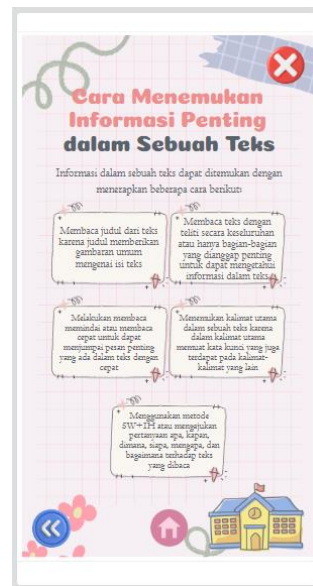 Cara Menemukan
Informasi Penting
dalam Sebuah Teks
Informasi dalam sebuah teks dapat ditemukan dengan
menerapkan beberapa cara berikut:
Membaca judul dari teks
karena judul memberikan
gambaran umum
mengenai isi teks
Membaca teks dengan
teliti secara keseluruhan
atau hanya bagian-bagian
yang dianggap penting
untuk dapat mengetahui
informasi dalam teks
Melakukan membaca
memindai atau membaca
cepat untuk dapat
menjumpai pesan penting
yang ada dalam teks dengan
cepat
Menemukan kalimat utama
dalam sebuah teks karena
dalam kalimat utama
memuat kata kunci yang juga
terdapat pada kalimat-
kalimat yang lain
Menggunakan metode
5W+1H atau mengajukan
pertanyaan apa, kapan,
dimana, siapa, mengapa, dan
bagaimana terhadap teks
yang dibaca